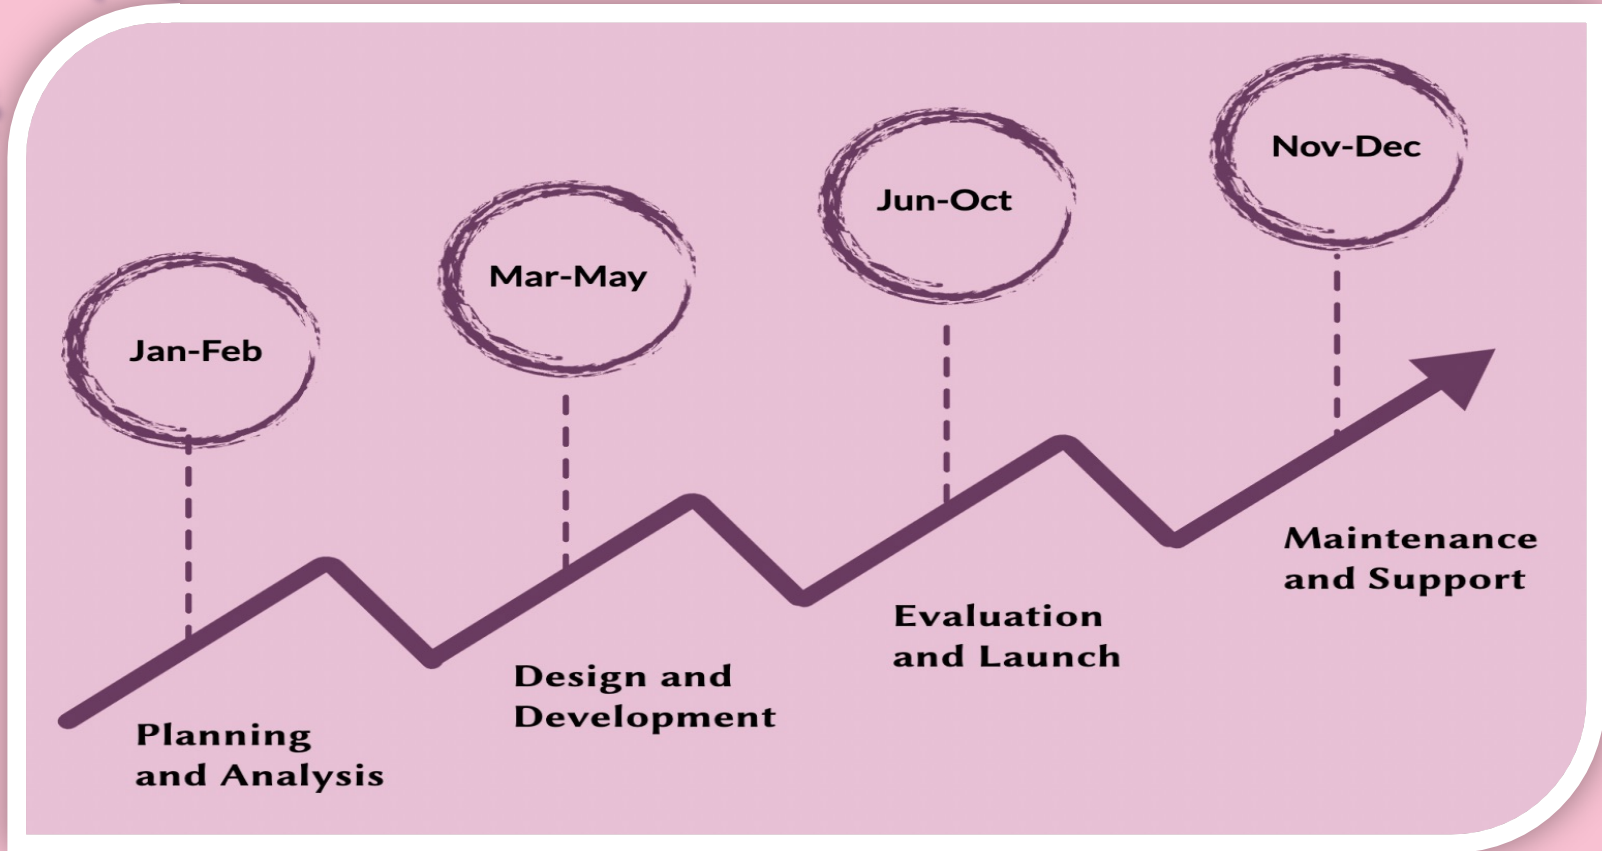 Jan-Feb
Mar-May
Jun-Oct
Nov-Dec
Planning
and Analysis
Design and
Development
Evaluation
and Launch
Maintenance
and Support